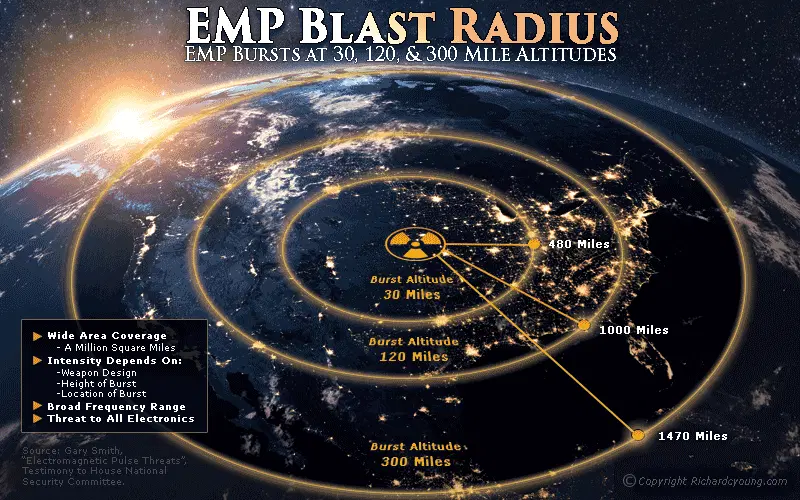 EMP Blast Radius
EMP Bursts at 30, 120, & 300 Mile Altitudes
480 Miles
Burst Altitude
30 Miles
1000 Miles
Burst Altitude
120 Miles
Wide Area Coverage
- A Million Square Miles
Intensity Depends On:
-Weapon Design
-Height of Burst
-Location of Burst
Broad Frequency Range
Threat to All Electronics
1470 Miles
Burst Altitude
300 Miles
Source: Gary Smith,
"Electromagnetic Pulse Threats",
Testimony to House National
Security Committee.
© Copyright Richardcyoung.com